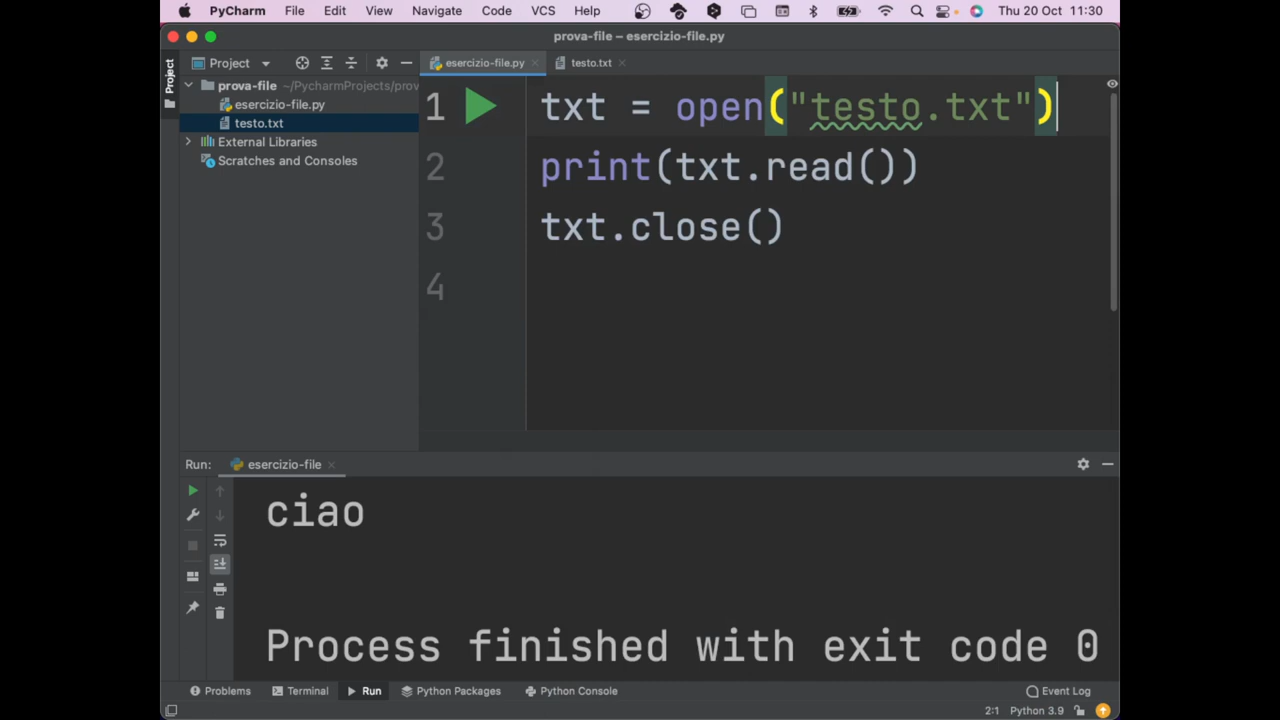 PyCharm File Edit View Navigate Code VCS Help Thu 20 Oct 11:30
prova-file – esercizio-file.py
Project
Project
esercizio-file.py testo.txt
prova-file ~/PycharmProjects/prov
esercizio-file.py
testo.txt
External Libraries
Scratches and Consoles
1 txt = open("testo.txt")
2 print(txt.read())
3 txt.close()
4
Run: esercizio-file
ciao
Process finished with exit code 0
Problems Terminal Run Python Packages Python Console Event Log
2:1 Python 3.9